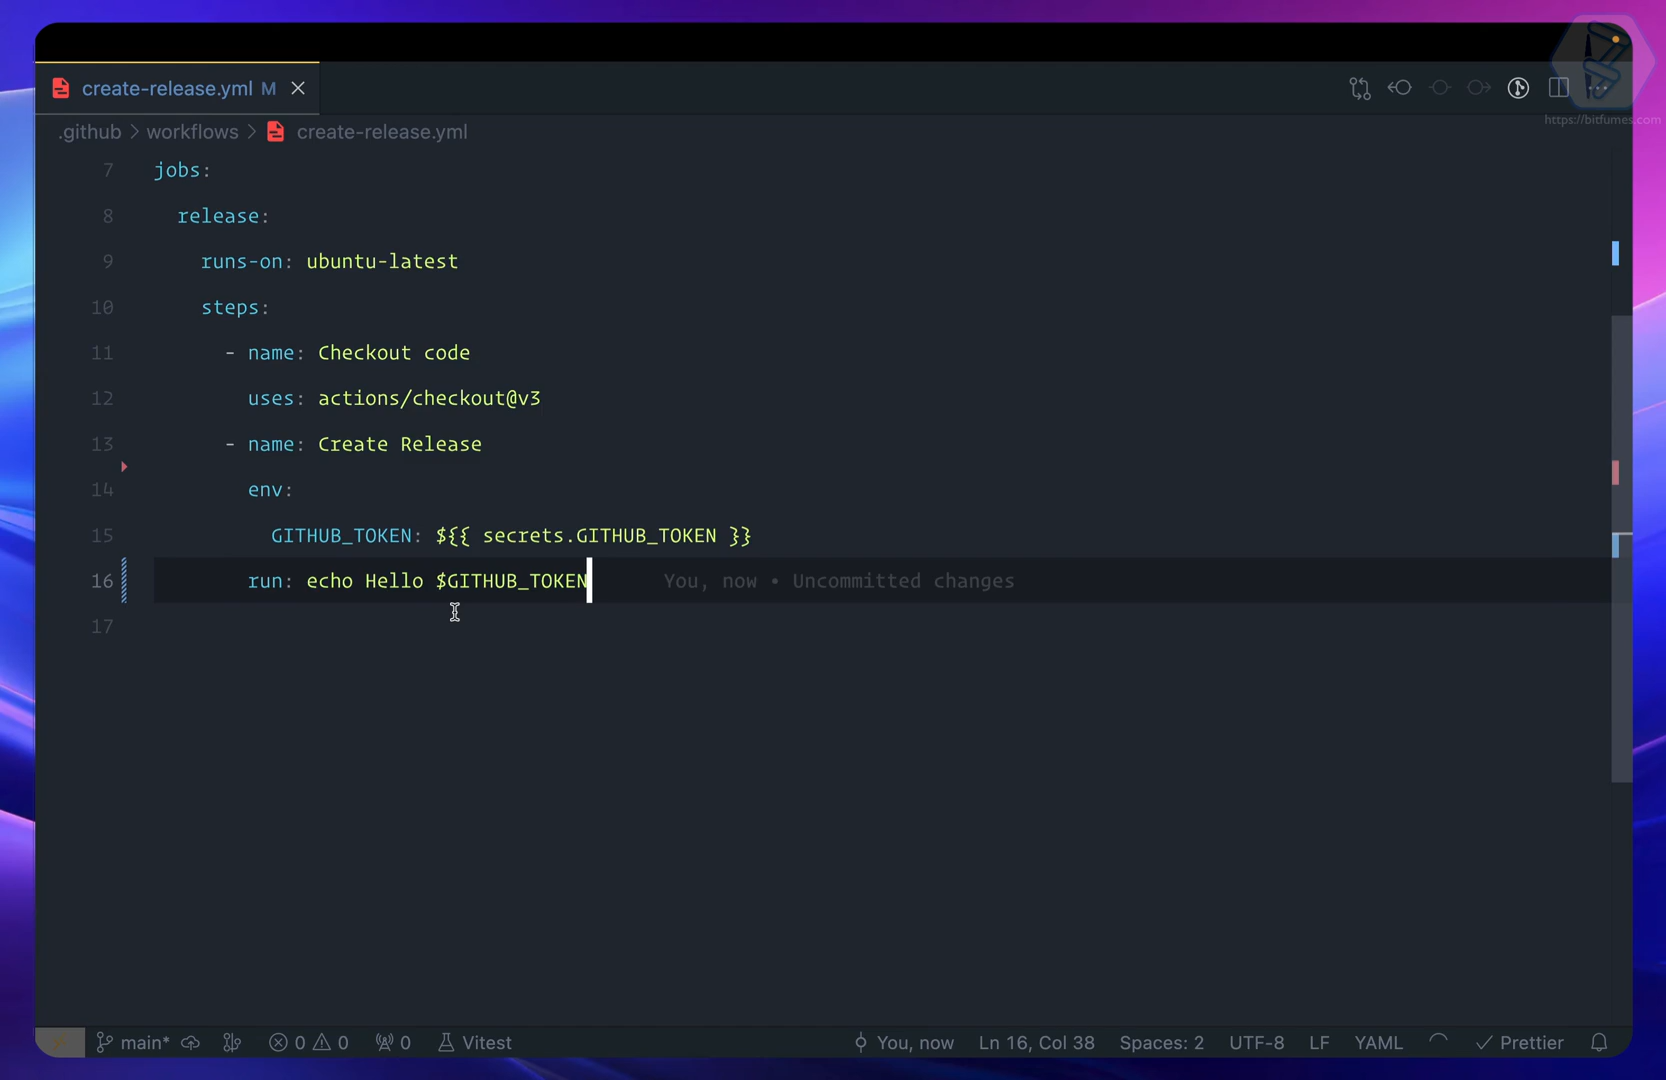 create-release.yml M
https://bitfumes.com
.github > workflows > create-release.yml
7 jobs:
8 release:
9 runs-on: ubuntu-latest
10 steps:
11 - name: Checkout code
12 uses: actions/checkout@v3
13 - name: Create Release
14 env:
15 GITHUB_TOKEN: ${{ secrets.GITHUB_TOKEN }}
16 run: echo Hello $GITHUB_TOKEN You, now • Uncommitted changes
17
main* 0 0 0 Vitest You, now Ln 16, Col 38 Spaces: 2 UTF-8 LF YAML Prettier